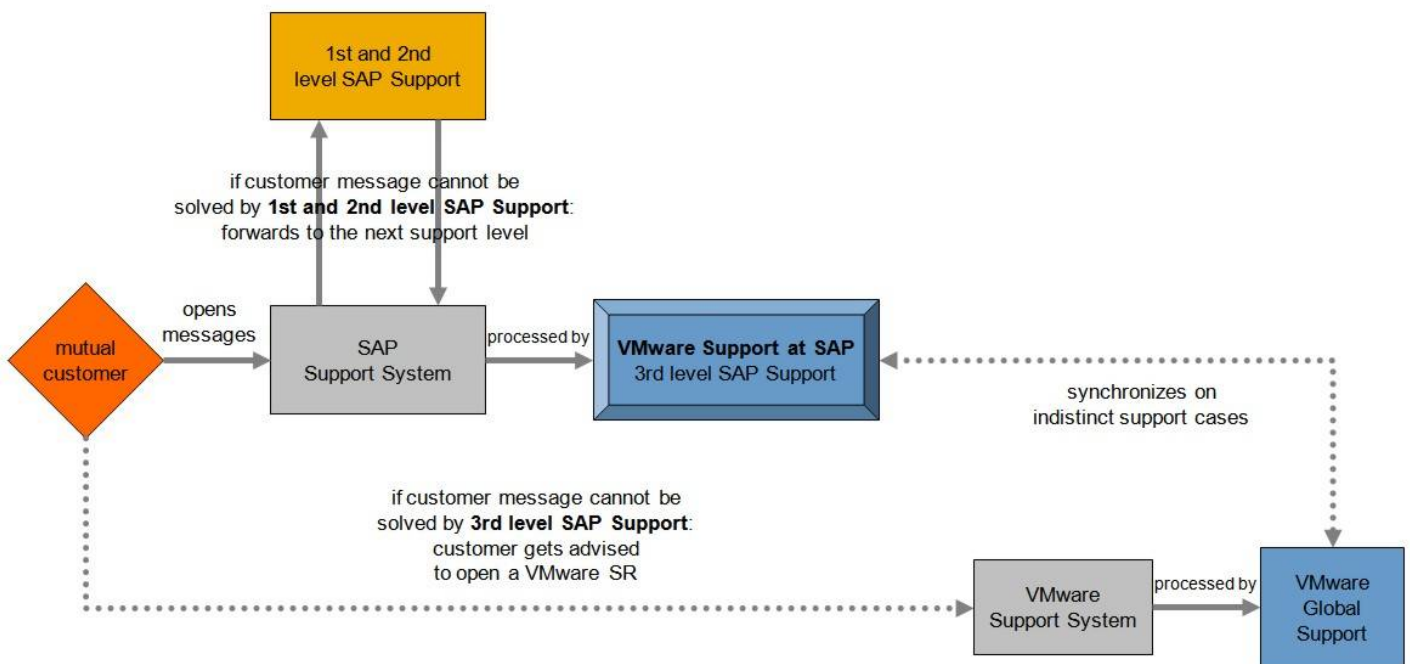 1st and 2nd
level SAP Support
if customer message cannot be
solved by 1st and 2nd level SAP Support:
forwards to the next support level
mutual
customer
opens
messages
SAP
Support System
processed by
VMware Support at SAP
3rd level SAP Support
synchronizes on
indistinct support cases
if customer message cannot be
solved by 3rd level SAP Support:
customer gets advised
to open a VMware SR
VMware
Support System
processed by
VMware
Global
Support